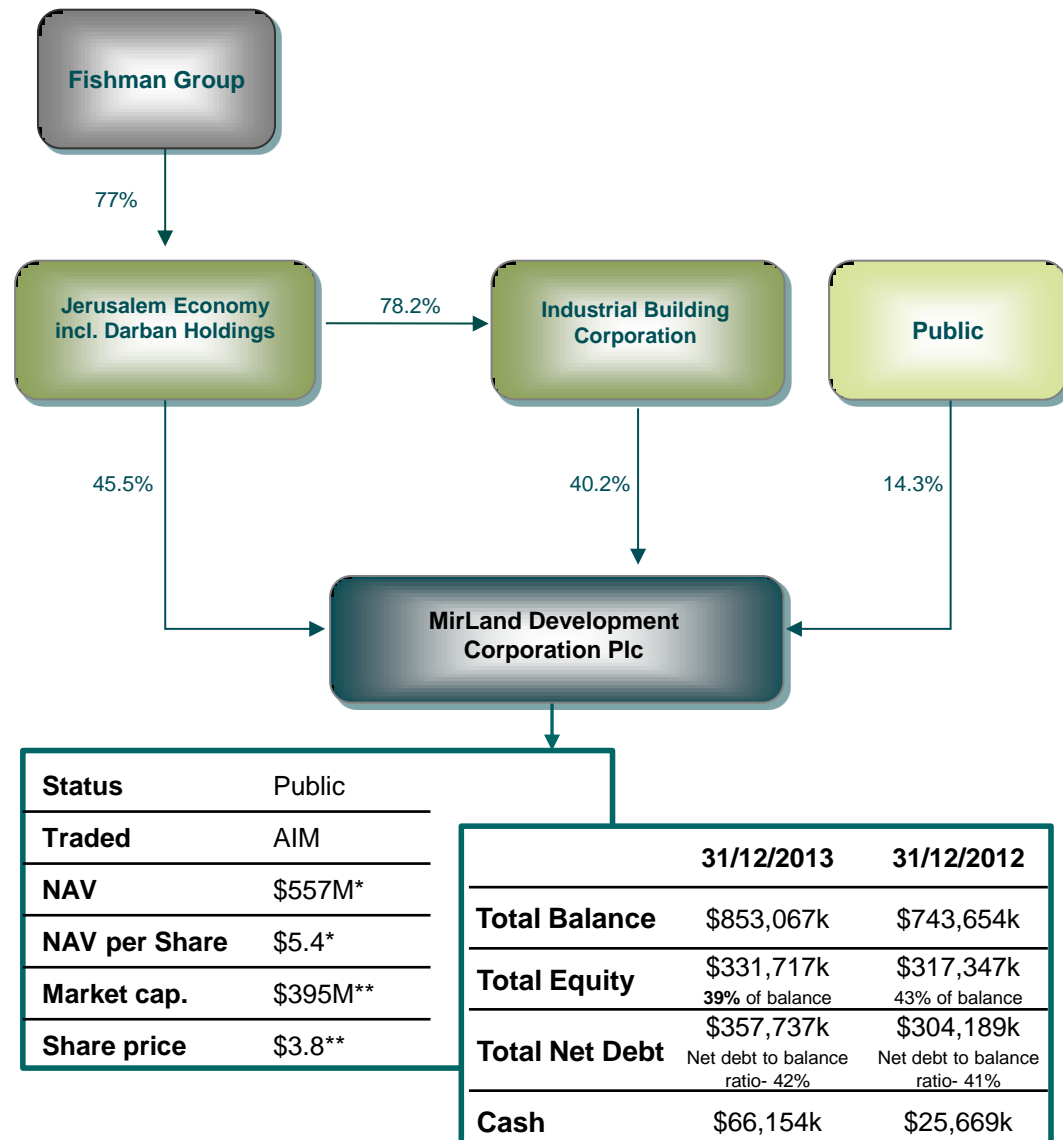 Fishman Group
77%
Jerusalem Economy
incl. Darban Holdings
78.2%
Industrial Building
Corporation
Public
45.5%
40.2%
14.3%
MirLand Development
Corporation Plc
Status Public
Traded AIM
NAV $557M*
NAV per Share $5.4*
Market cap. $395M**
Share price $3.8**
31/12/2013 31/12/2012
Total Balance $853,067k $743,654k
Total Equity $331,717k $317,347k
39% of balance 43% of balance
Total Net Debt $357,737k $304,189k
Net debt to balance Net debt to balance
ratio- 42% ratio- 41%
Cash $66,154k $25,669k